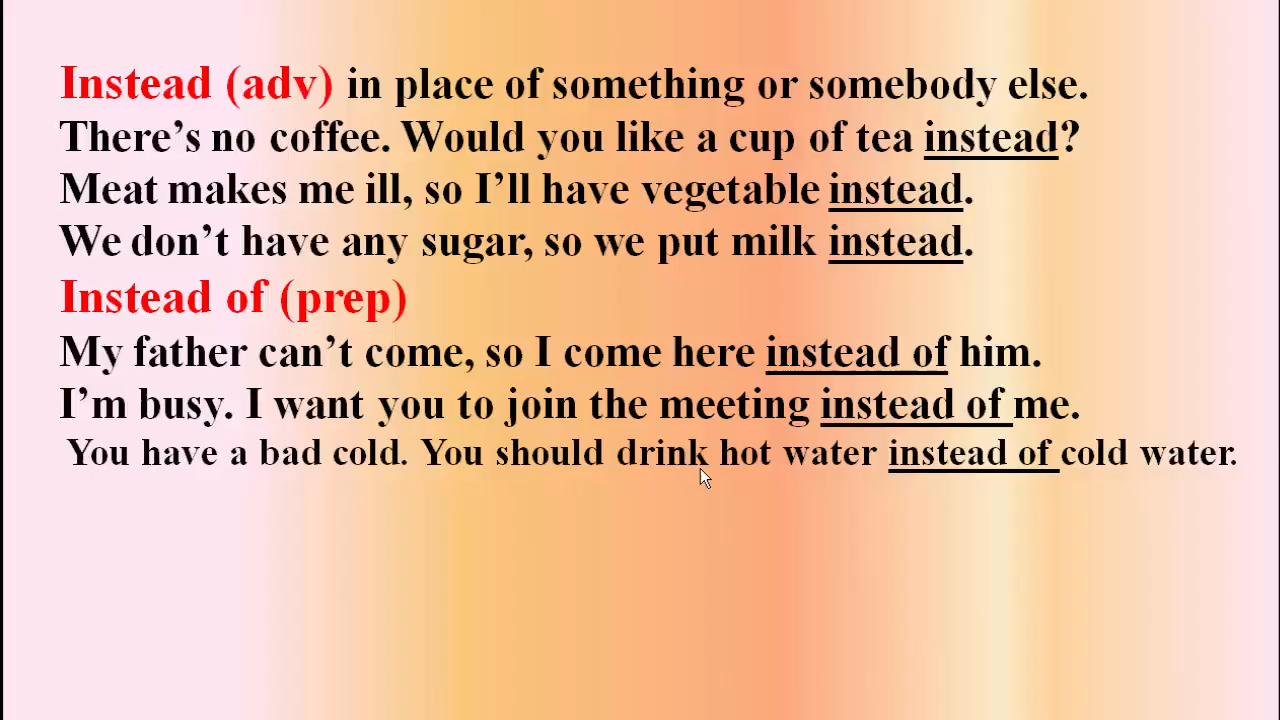 Instead (adv) in place of something or somebody else.
There’s no coffee. Would you like a cup of tea instead?
Meat makes me ill, so I’ll have vegetable instead.
We don’t have any sugar, so we put milk instead.
Instead of (prep)
My father can’t come, so I come here instead of him.
I’m busy. I want you to join the meeting instead of me.
You have a bad cold. You should drink hot water instead of cold water.